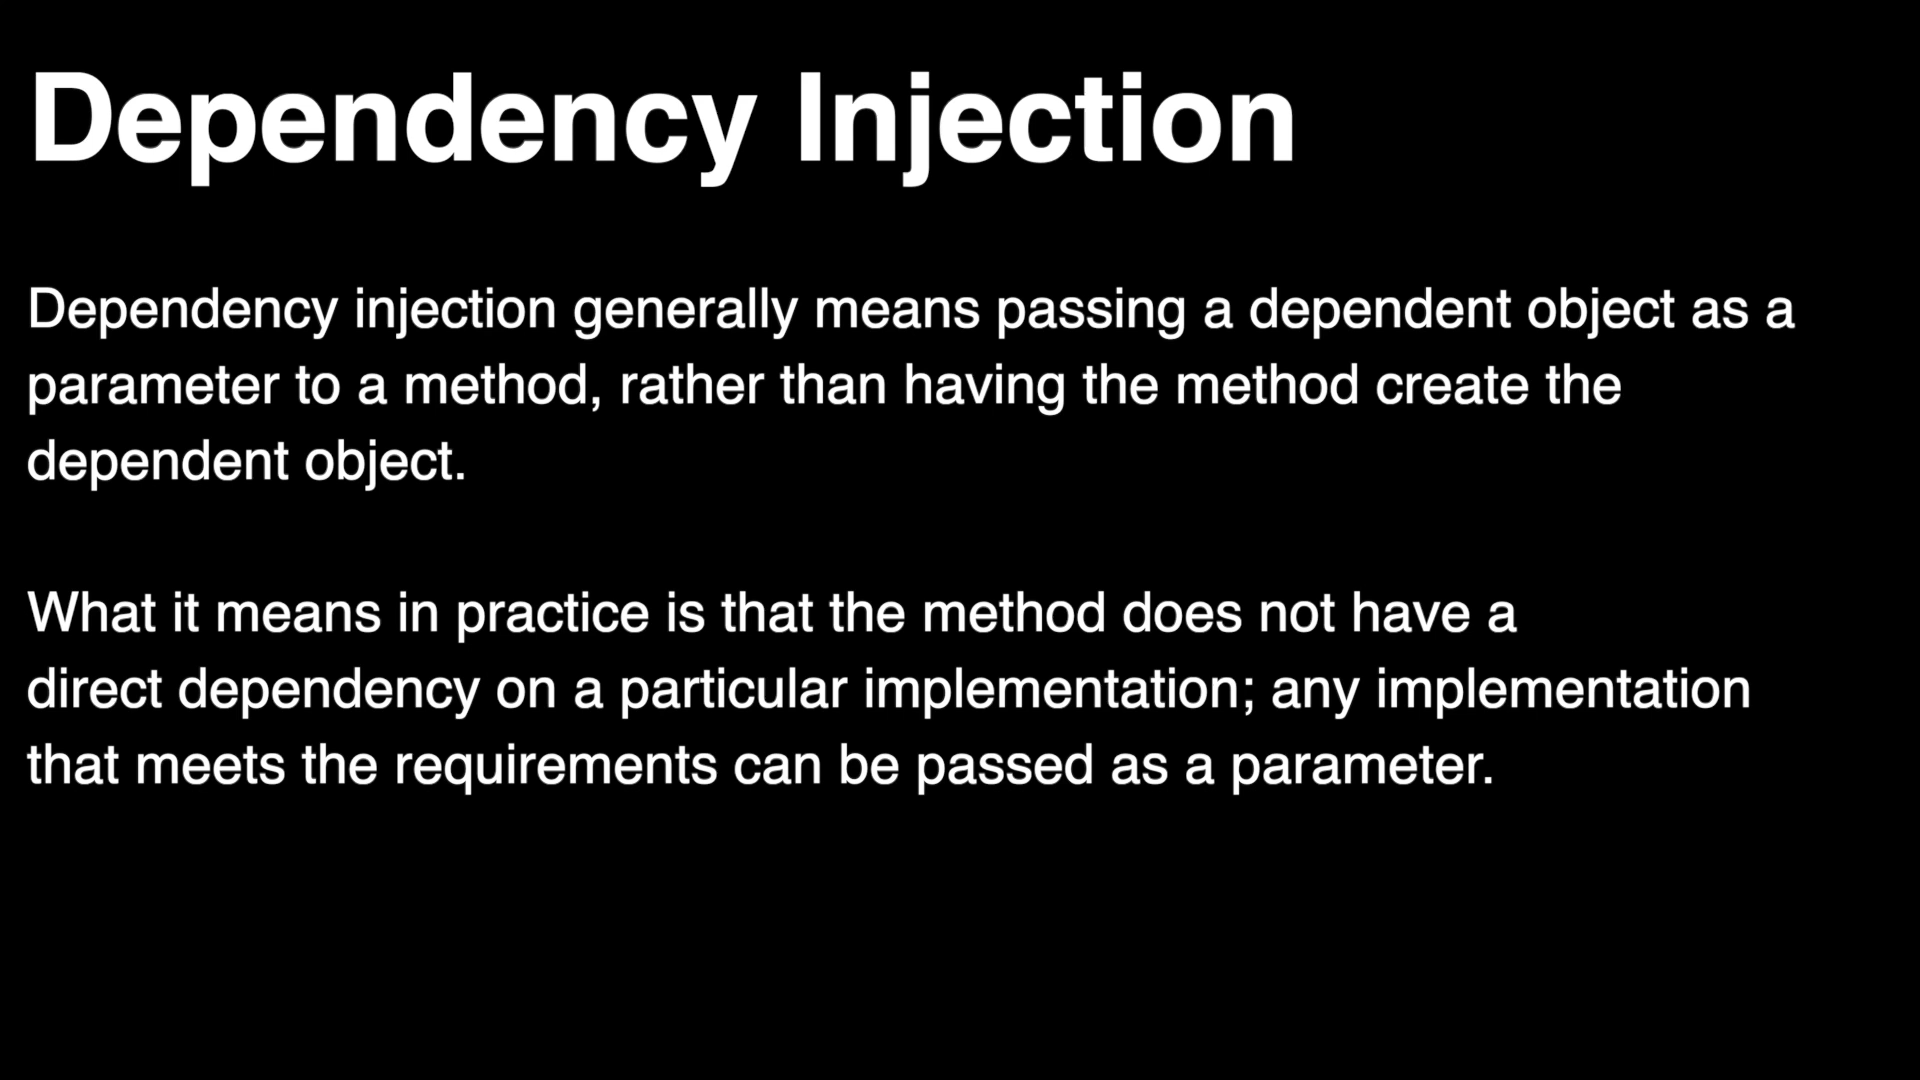 Dependency Injection
Dependency injection generally means passing a dependent object as a
parameter to a method, rather than having the method create the
dependent object.
What it means in practice is that the method does not have a
direct dependency on a particular implementation; any implementation
that meets the requirements can be passed as a parameter.